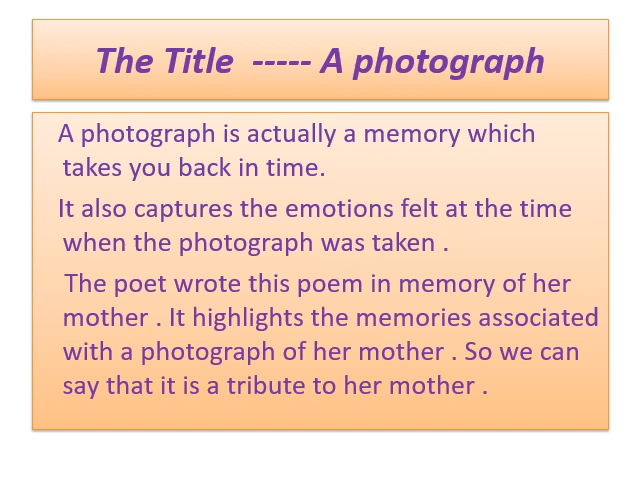 The Title ----- A photograph
A photograph is actually a memory which
takes you back in time.
It also captures the emotions felt at the time
when the photograph was taken .
The poet wrote this poem in memory of her
mother . It highlights the memories associated
with a photograph of her mother . So we can
say that it is a tribute to her mother .